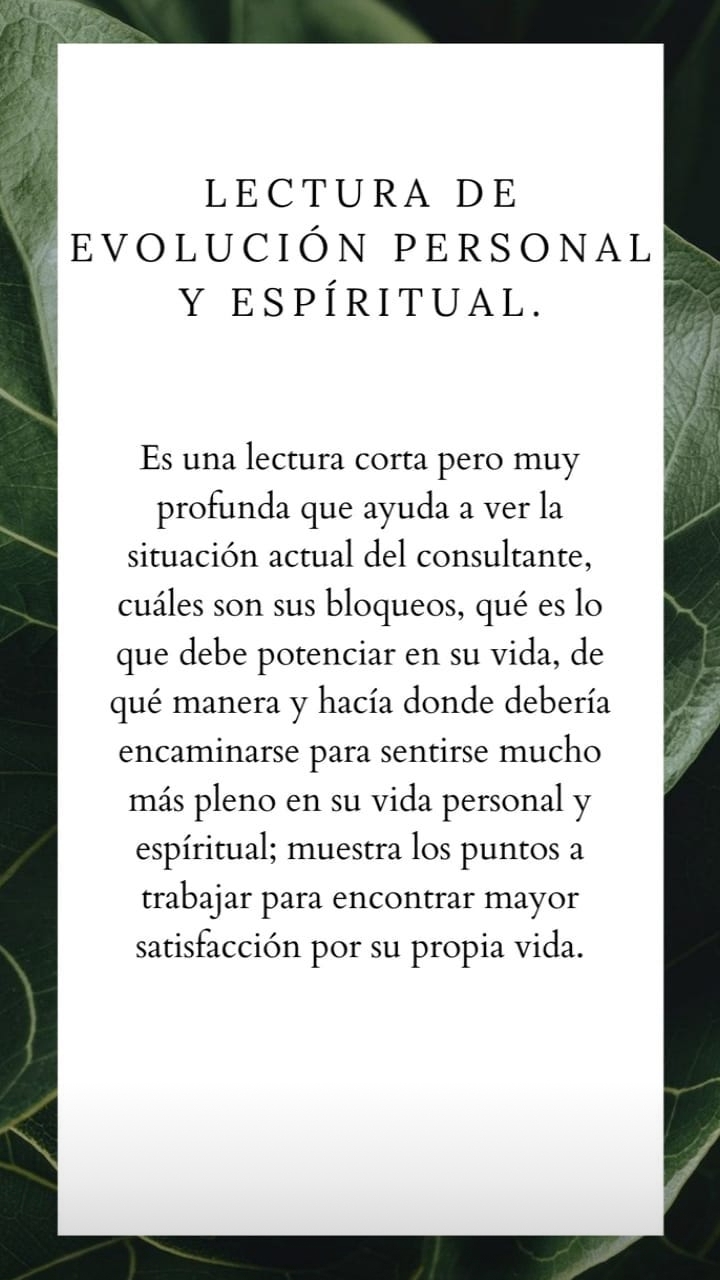 LECTURA DE
EVOLUCIÓN PERSONAL
Y ESPÍRITUAL.
Es una lectura corta pero muy
profunda que ayuda a ver la
situación actual del consultante,
cuáles son sus bloqueos, qué es lo
que debe potenciar en su vida, de
qué manera y hacía donde debería
encaminarse para sentirse mucho
más pleno en su vida personal y
espíritual; muestra los puntos a
trabajar para encontrar mayor
satisfacción por su propia vida.